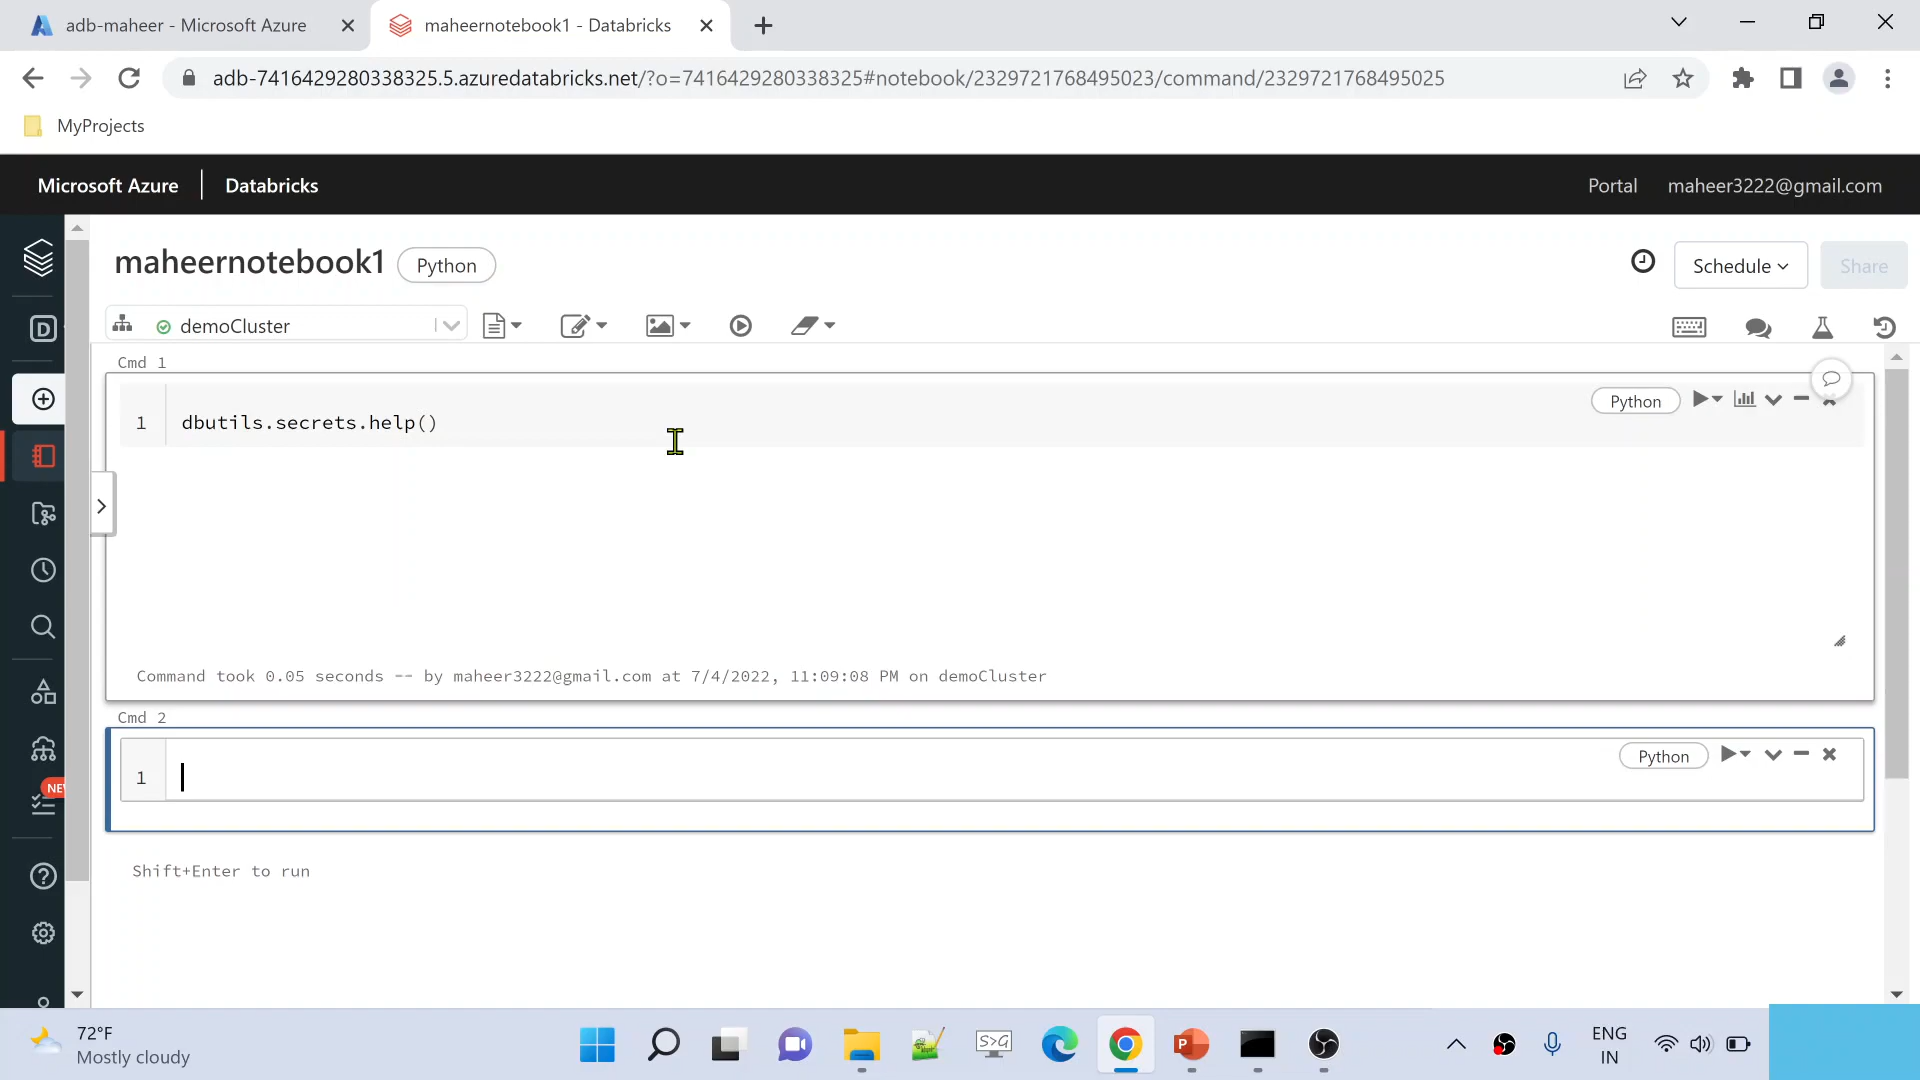 adb-maheer - Microsoft Azure
maheernotebook1 - Databricks
adb-7416429280338325.5.azuredatabricks.net/?o=7416429280338325#notebook/2329721768495023/command/2329721768495025
MyProjects
Microsoft Azure
Databricks
Portal
maheer3222@gmail.com
D
maheernotebook1
Python
Schedule
Share
demoCluster
Cmd 1
1
dbutils.secrets.help()
Python
Command took 0.05 seconds -- by maheer3222@gmail.com at 7/4/2022, 11:09:08 PM on demoCluster
Cmd 2
1
Python
NEW
Shift+Enter to run
72°F
Mostly cloudy
S>G
P
ENG
IN